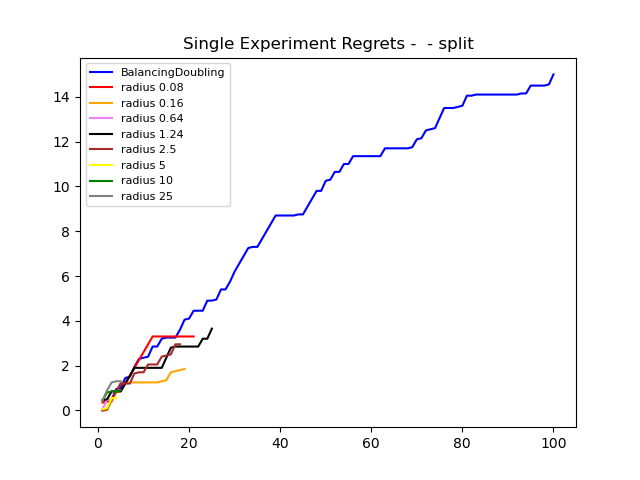 Single Experiment Regrets -  - split
BalancingDoubling
radius 0.08
radius 0.16
radius 0.64
radius 1.24
radius 2.5
radius 5
radius 10
radius 25
14
12
10
8
6
4
2
0
0 20 40 60 80 100